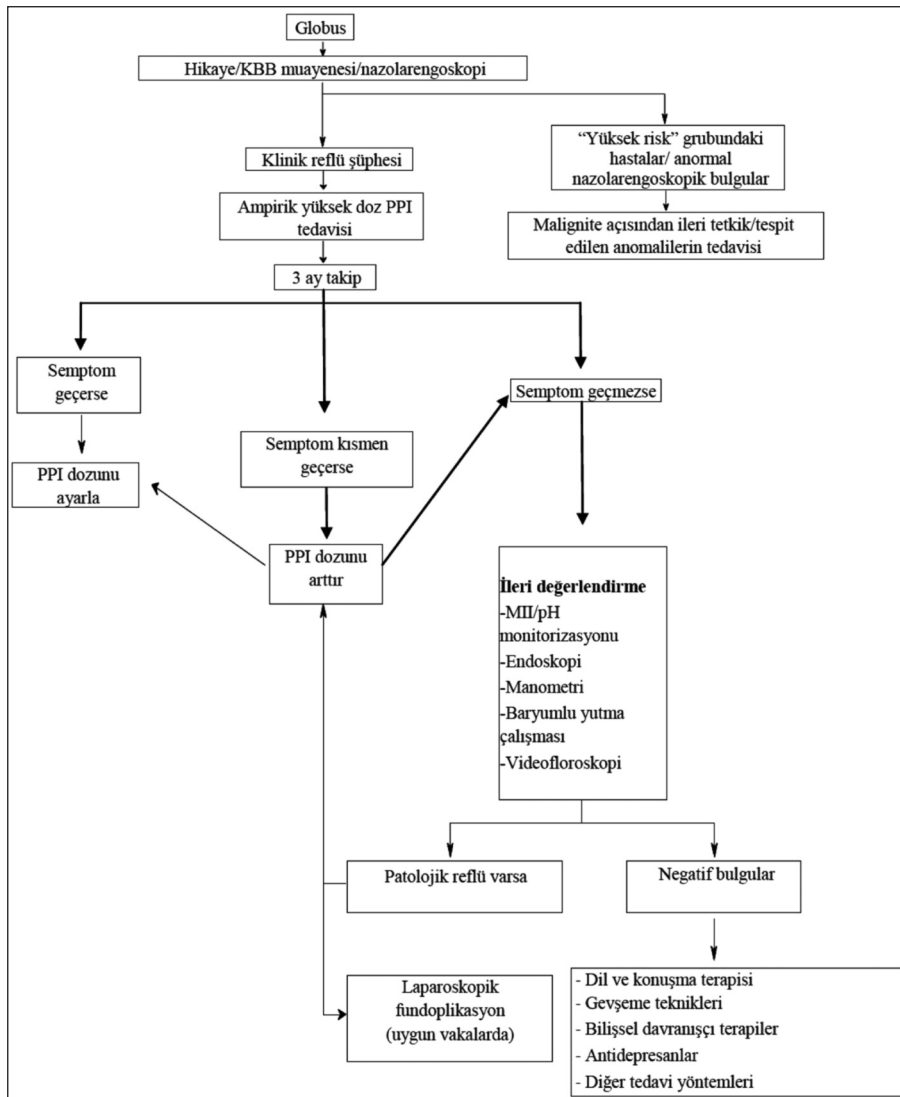 Globus
Hikaye/KBB muayenesi/nazolarengoskopi
Klinik reflü şüphesi
“Yüksek risk” grubundaki
hastalar/ anormal
nazolarengoskopik bulgular
Ampirik yüksek doz PPI
tedavisi
Malignite açısından ileri tetkik/tespit
edilen anomalilerin tedavisi
3 ay takip
Semptom
geçerse
Semptom kısmen
geçerse
Semptom geçmezse
PPI dozunu
ayarla
PPI dozunu
arttır
İleri değerlendirme
-MII/pH
monitorizasyonu
-Endoskopi
-Manometri
-Baryumlu yutma
çalışması
-Videofloroskopi
Patolojik reflü varsa
Negatif bulgular
Laparoskopik
fundoplikasyon
(uygun vakalarda)
- Dil ve konuşma terapisi
- Gevşeme teknikleri
- Bilişsel davranışçı terapiler
- Antidepresanlar
- Diğer tedavi yöntemleri